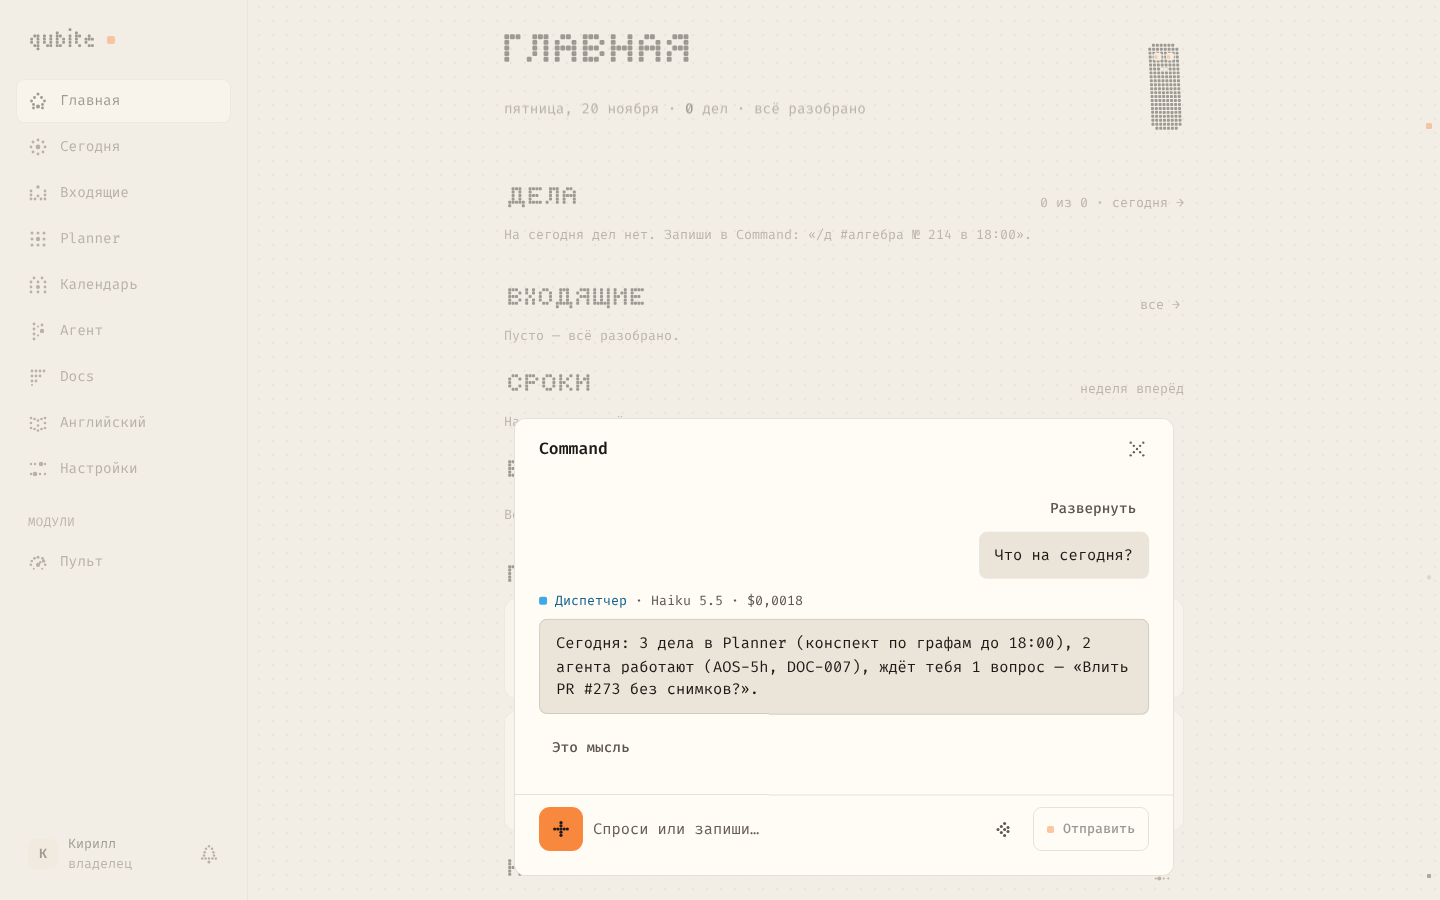 qubite
Главная
Сегодня
Входящие
Planner
Календарь
Агент
Docs
Английский
Настройки
МОДУЛИ
Пульт
К
Кирилл
владелец
ГЛАВНАЯ
пятница, 20 ноября · 0 дел · всё разобрано
ДЕЛА
0 из 0 · сегодня →
На сегодня дел нет. Запиши в Command: «/д #алгебра № 214 в 18:00».
ВХОДЯЩИЕ
все →
Пусто — всё разобрано.
СРОКИ
неделя вперёд
Command
Развернуть
Что на сегодня?
Диспетчер · Haiku 5.5 · $0,0018
Сегодня: 3 дела в Planner (конспект по графам до 18:00), 2
агента работают (AOS-5h, DOC-007), ждёт тебя 1 вопрос — «Влить
PR #273 без снимков?».
Это мысль
Спроси или запиши…
Отправить